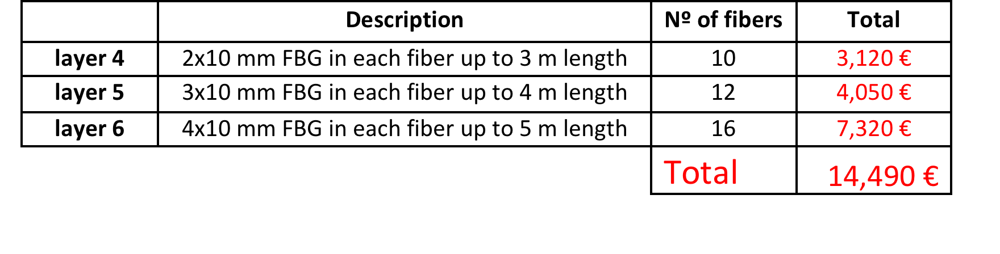 Description Nº of fibers Total
layer 4 2x10 mm FBG in each fiber up to 3 m length 10 3,120 €
layer 5 3x10 mm FBG in each fiber up to 4 m length 12 4,050 €
layer 6 4x10 mm FBG in each fiber up to 5 m length 16 7,320 €
Total 14,490 €